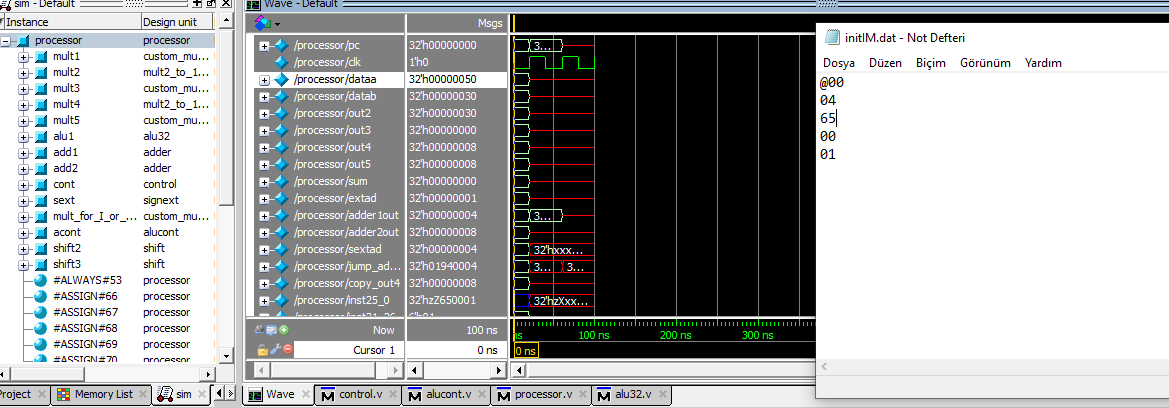 sim - Default
Instance Design unit
processor processor
mult1 custom_mu...
mult2 mult2_to_1...
mult3 custom_mu...
mult4 mult2_to_1...
mult5 custom_mu...
alu1 alu32
add1 adder
add2 adder
cont control
sext signext
mult_for_I_or_... custom_mu...
acont alucont
shift2 shift
shift3 shift
#ALWAYS#53 processor
#ASSIGN#66 processor
#ASSIGN#67 processor
#ASSIGN#68 processor
#ASSIGN#69 processor
#ASSIGN#70 processor
Project Memory List sim
Wave - Default
Msgs
/processor/pc 32'h00000000 3...
/processor/clk 1'h0
/processor/dataa 32'h00000050
/processor/datab 32'h00000030
/processor/out2 32'h00000030
/processor/out3 32'h00000000
/processor/out4 32'h00000008
/processor/out5 32'h00000008
/processor/sum 32'h00000000
/processor/extad 32'h00000001
/processor/adder1out 32'h00000004 3...
/processor/adder2out 32'h00000008
/processor/sextad 32'h00000004 32'hxxx...
/processor/jump_ad... 32'h01940004 3... 3...
/processor/copy_out4 32'h00000008
/processor/inst25_0 32'hzZ650001 32'hzXxx...
Now 100 ns
ns 100 ns 200 ns 300 ns
Cursor 1 0 ns 0 ns
Wave control.v alucont.v processor.v alu32.v
initIM.dat - Not Defteri
Dosya Düzen Biçim Görünüm Yardım
@00
04
65
00
01